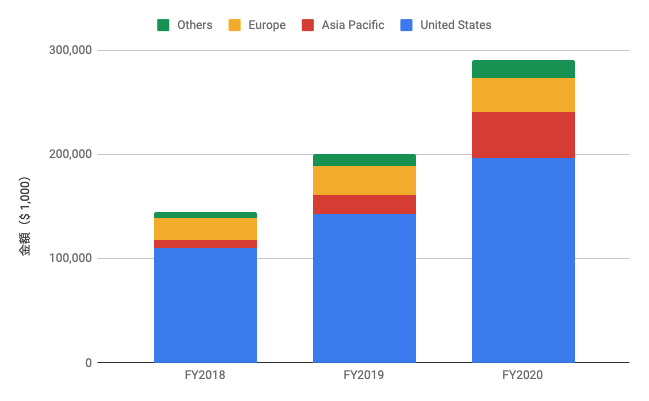 Others Europe Asia Pacific United States
300,000
200,000
100,000
0
金額（$ 1,000）
FY2018 FY2019 FY2020